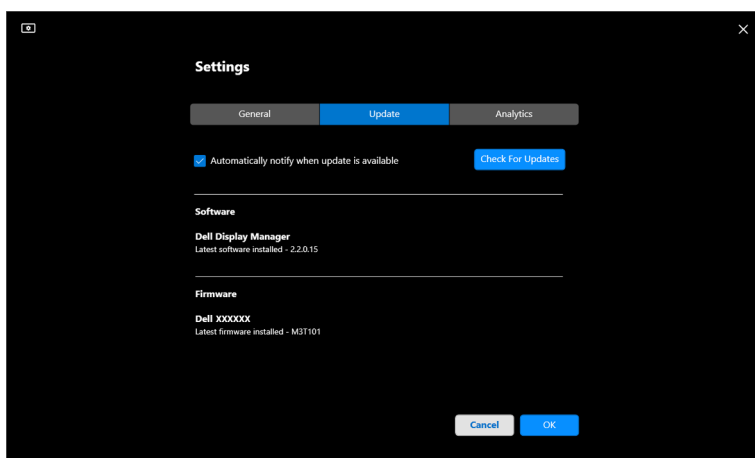 Settings
General
Update
Analytics
Automatically notify when update is available
Check For Updates
Software
Dell Display Manager
Latest software installed - 2.2.0.15
Firmware
Dell XXXXXX
Latest firmware installed - M3T101
Cancel
OK